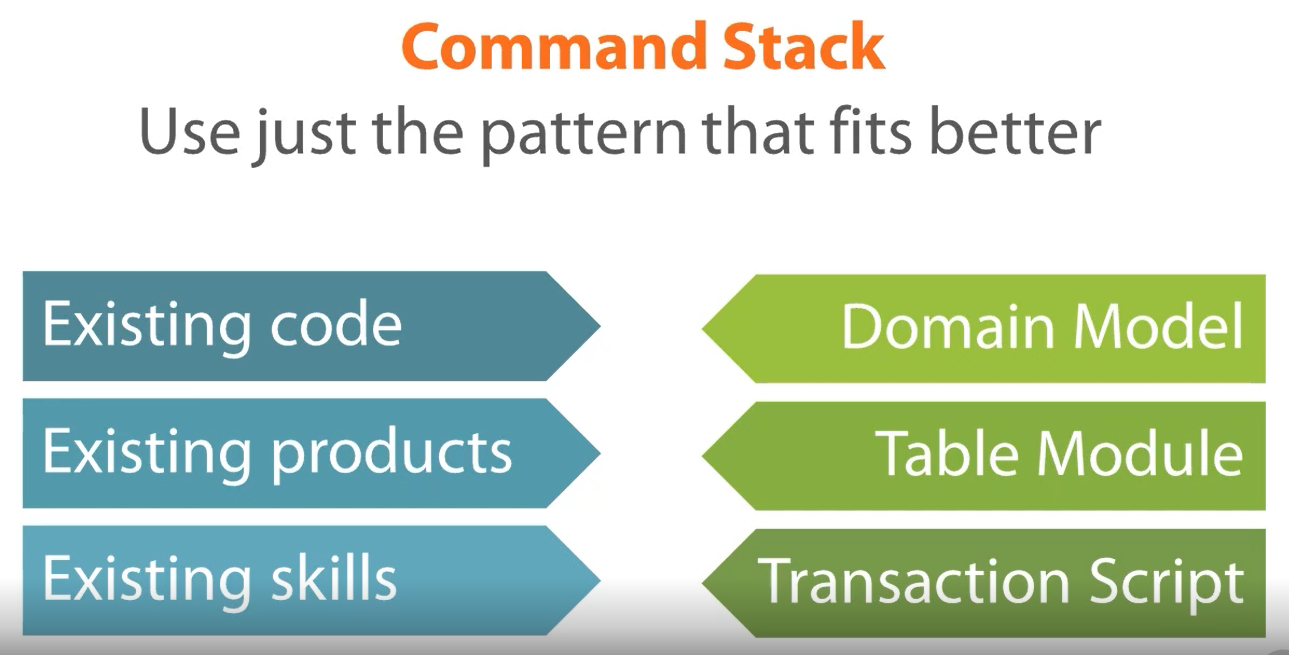 Command Stack
Use just the pattern that fits better
Existing code
Domain Model
Existing products
Table Module
Existing skills
Transaction Script